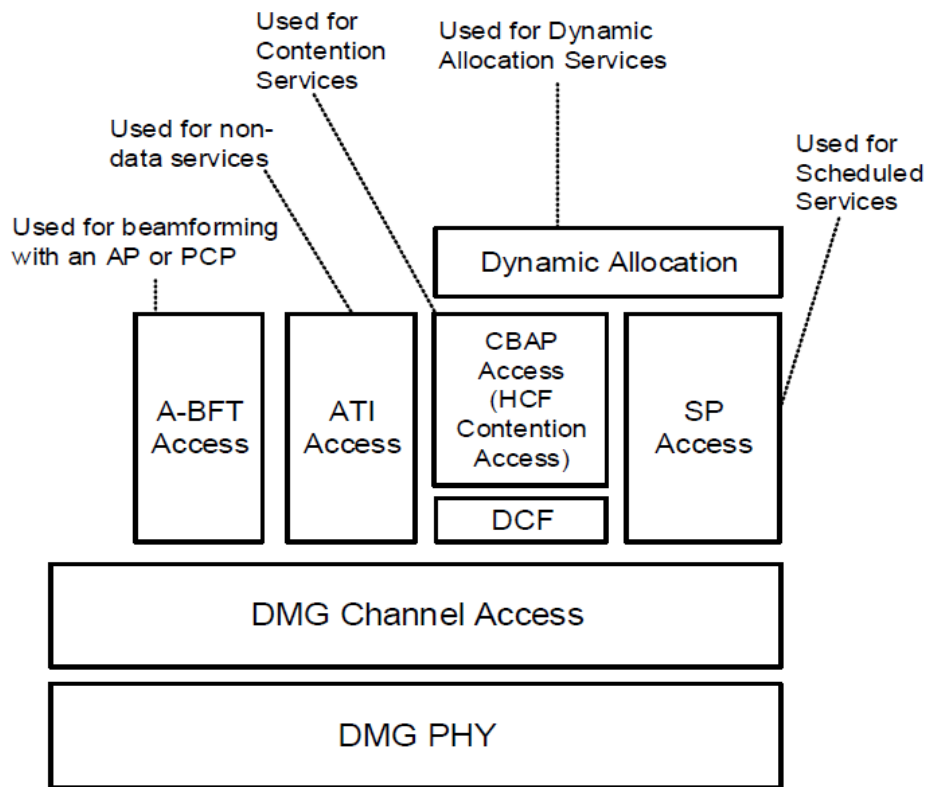 Used for
Contention
Services
Used for Dynamic
Allocation Services
Used for non-
data services
Used for
Scheduled
Services
Used for beamforming
with an AP or PCP
Dynamic Allocation
A-BFT
Access
ATI
Access
CBAP
Access
(HCF
Contention
Access)
SP
Access
DCF
DMG Channel Access
DMG PHY